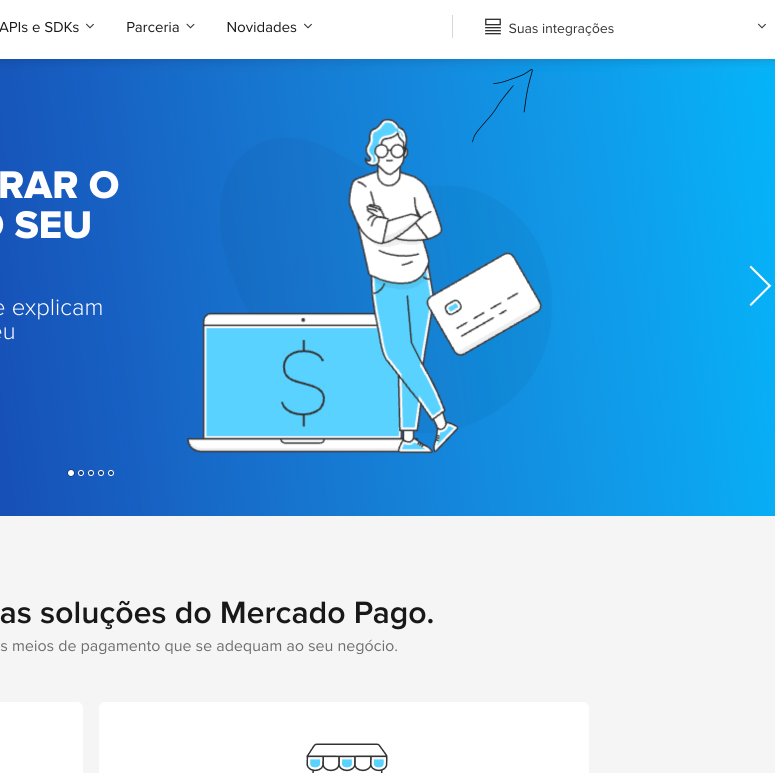 APIs e SDKs
Parceria
Novidades
Suas integrações
RAR O
O SEU
e explicam
eu
$
as soluções do Mercado Pago.
s meios de pagamento que se adequam ao seu negócio.